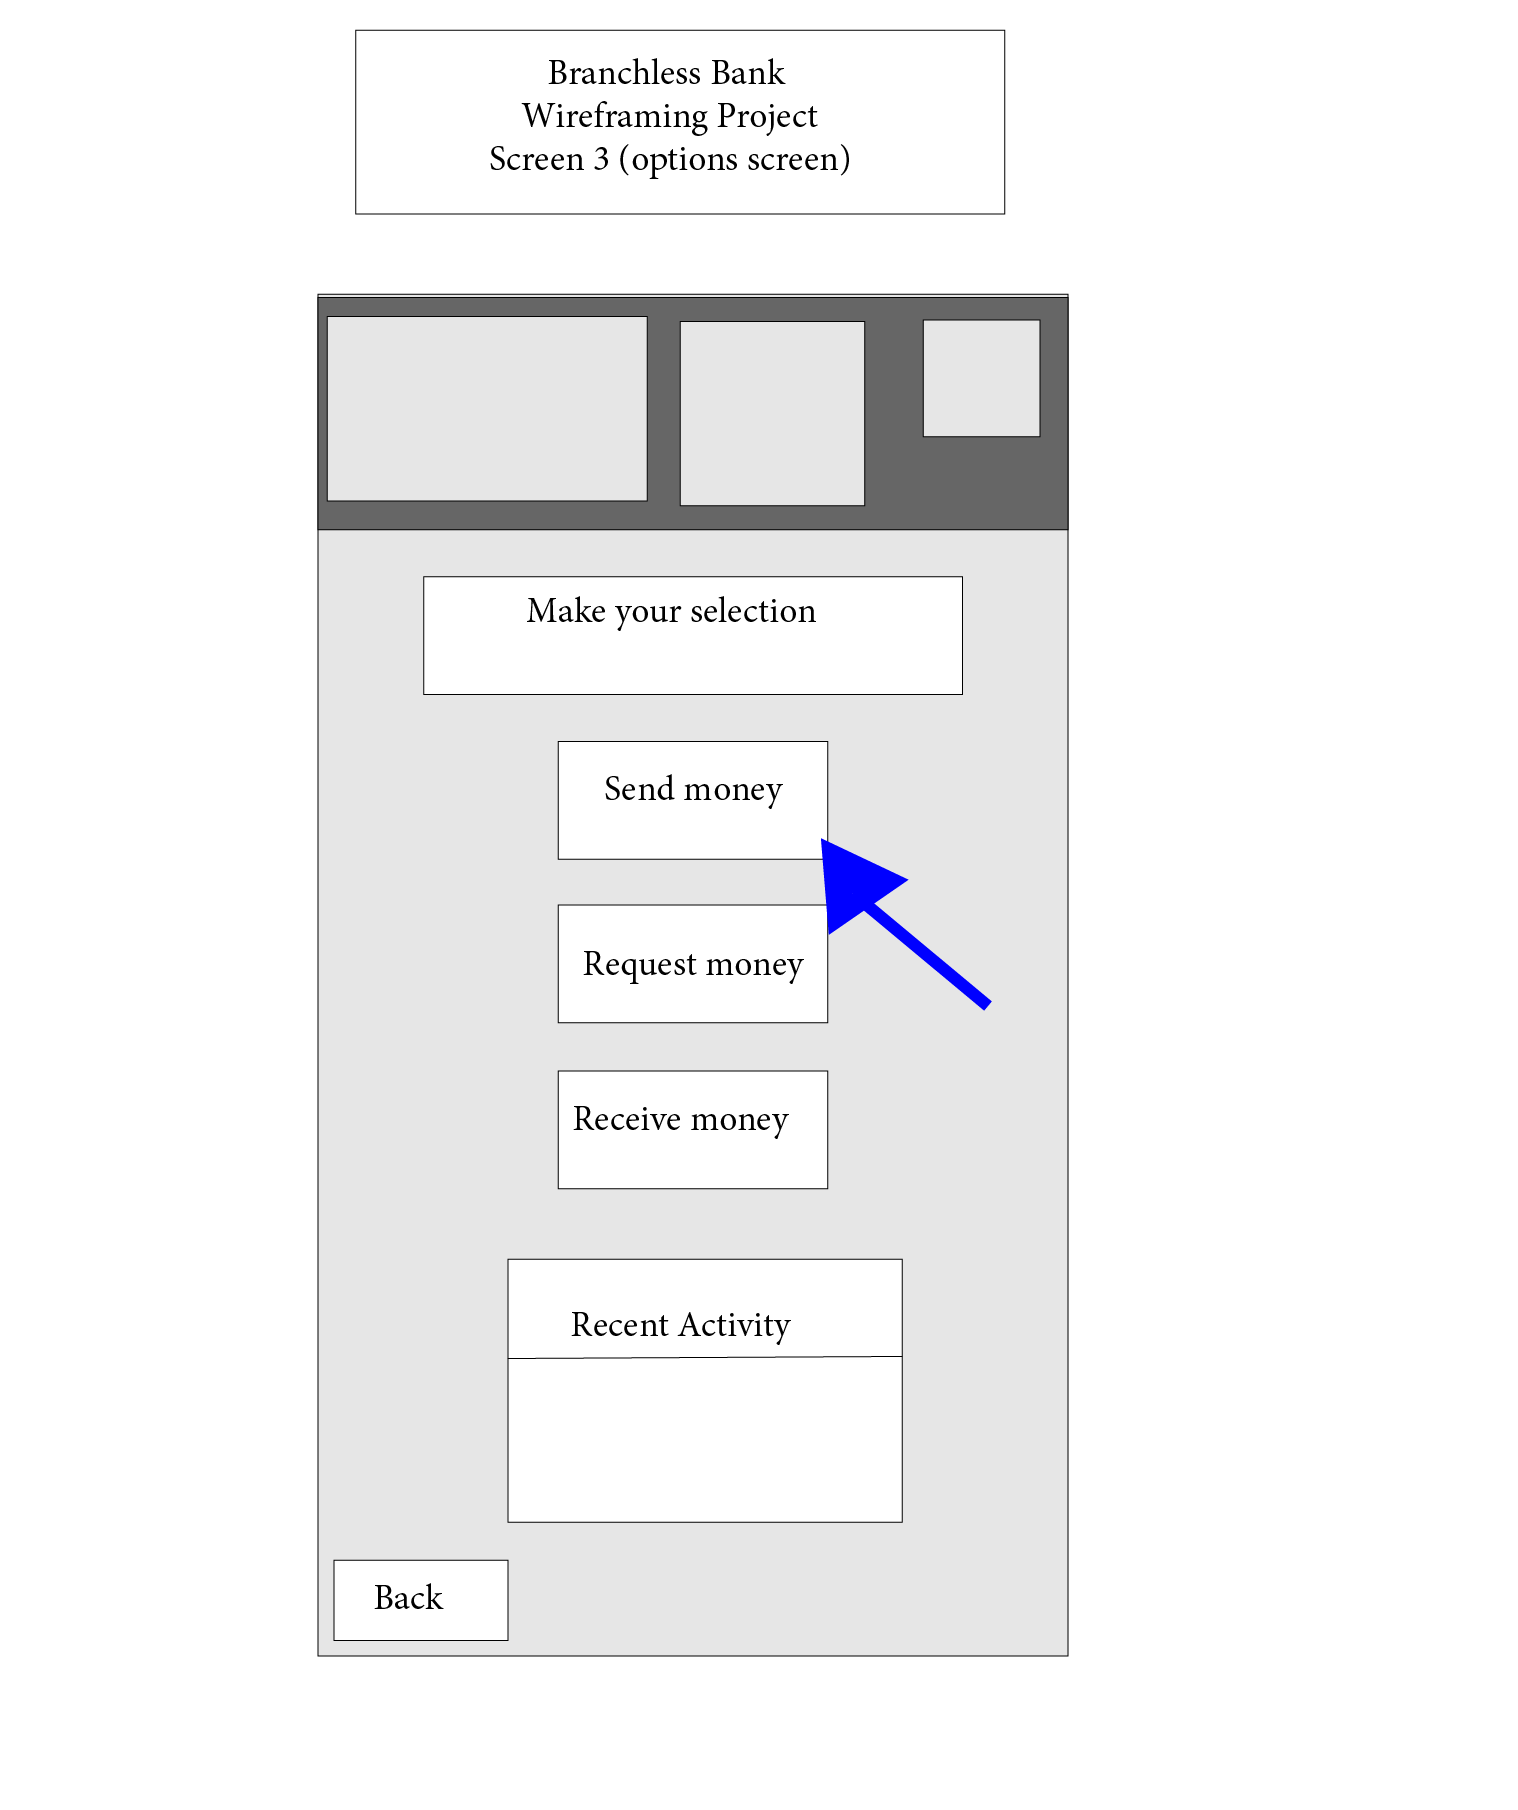 Branchless Bank
Wireframing Project
Screen 3 (options screen)
Make your selection
Send money
Request money
Receive money
Recent Activity
Back